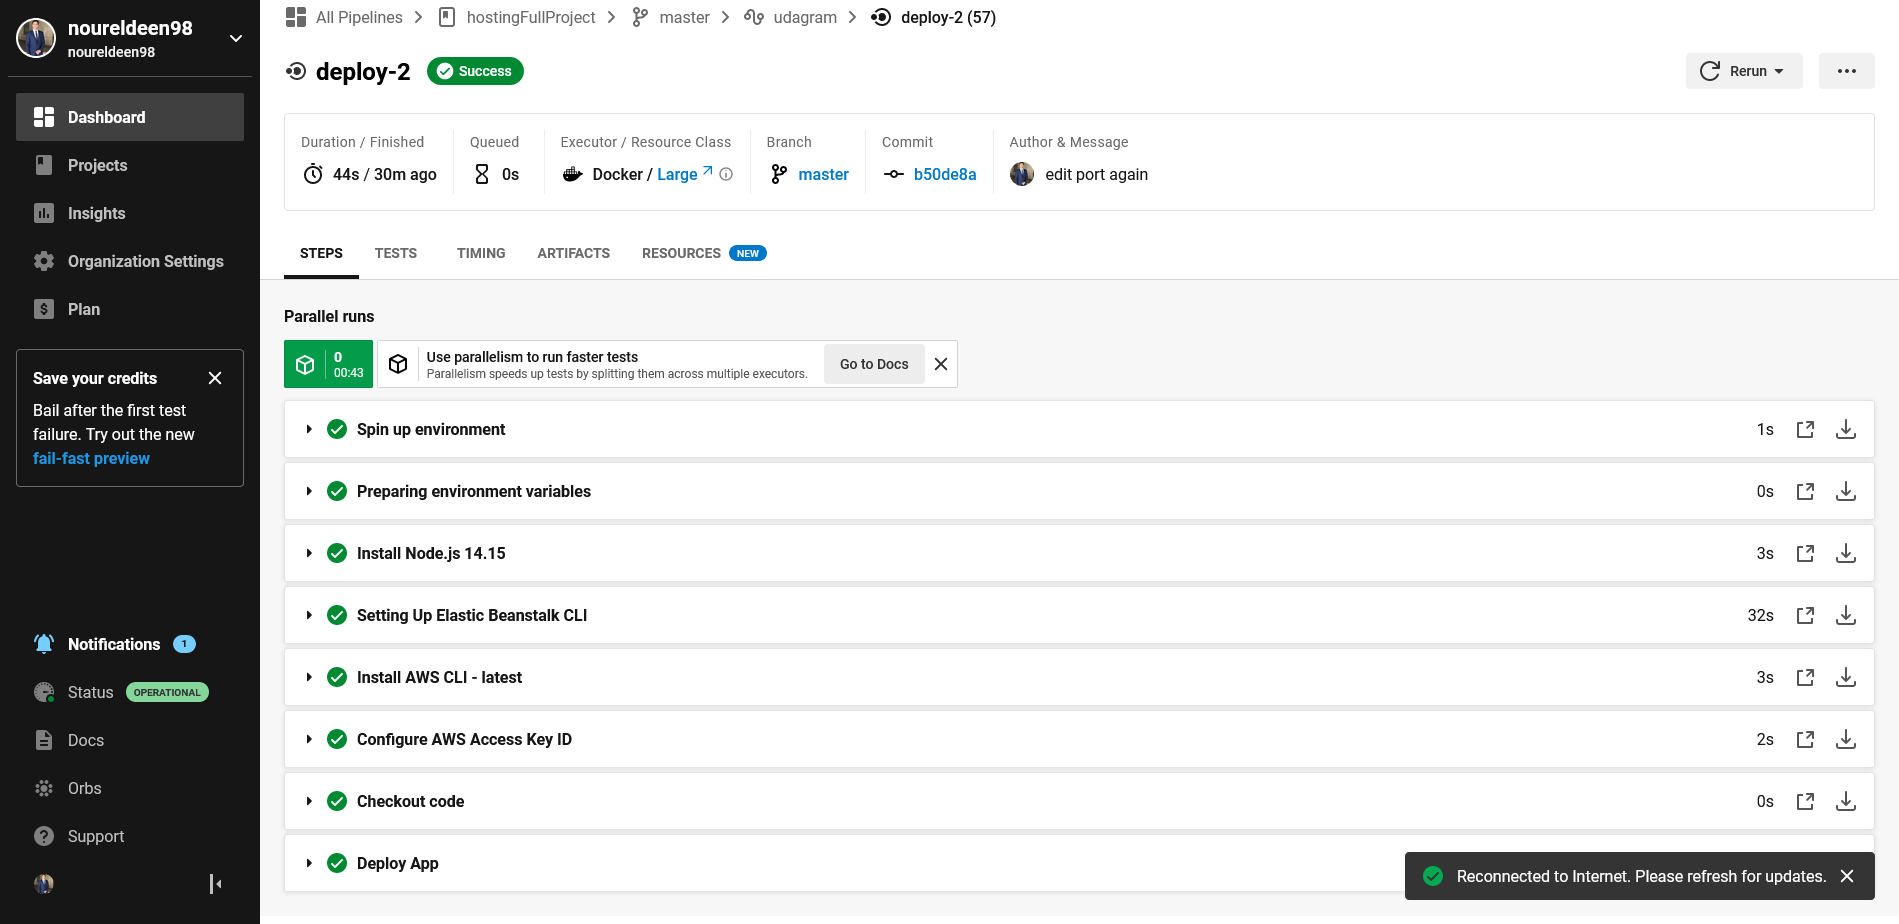 noureldeen98
noureldeen98
Dashboard
Projects
Insights
Organization Settings
Plan
Save your credits
Bail after the first test
failure. Try out the new
fail-fast preview
Notifications 1
Status OPERATIONAL
Docs
Orbs
Support
All Pipelines hostingFullProject master udagram deploy-2 (57)
deploy-2 Success
Rerun
Duration / Finished
44s / 30m ago
Queued
0s
Executor / Resource Class
Docker / Large
Branch
master
Commit
b50de8a
Author & Message
edit port again
STEPS TESTS TIMING ARTIFACTS RESOURCES NEW
Parallel runs
0
00:43
Use parallelism to run faster tests
Parallelism speeds up tests by splitting them across multiple executors.
Go to Docs
Spin up environment 1s
Preparing environment variables 0s
Install Node.js 14.15 3s
Setting Up Elastic Beanstalk CLI 32s
Install AWS CLI - latest 3s
Configure AWS Access Key ID 2s
Checkout code 0s
Deploy App
Reconnected to Internet. Please refresh for updates.